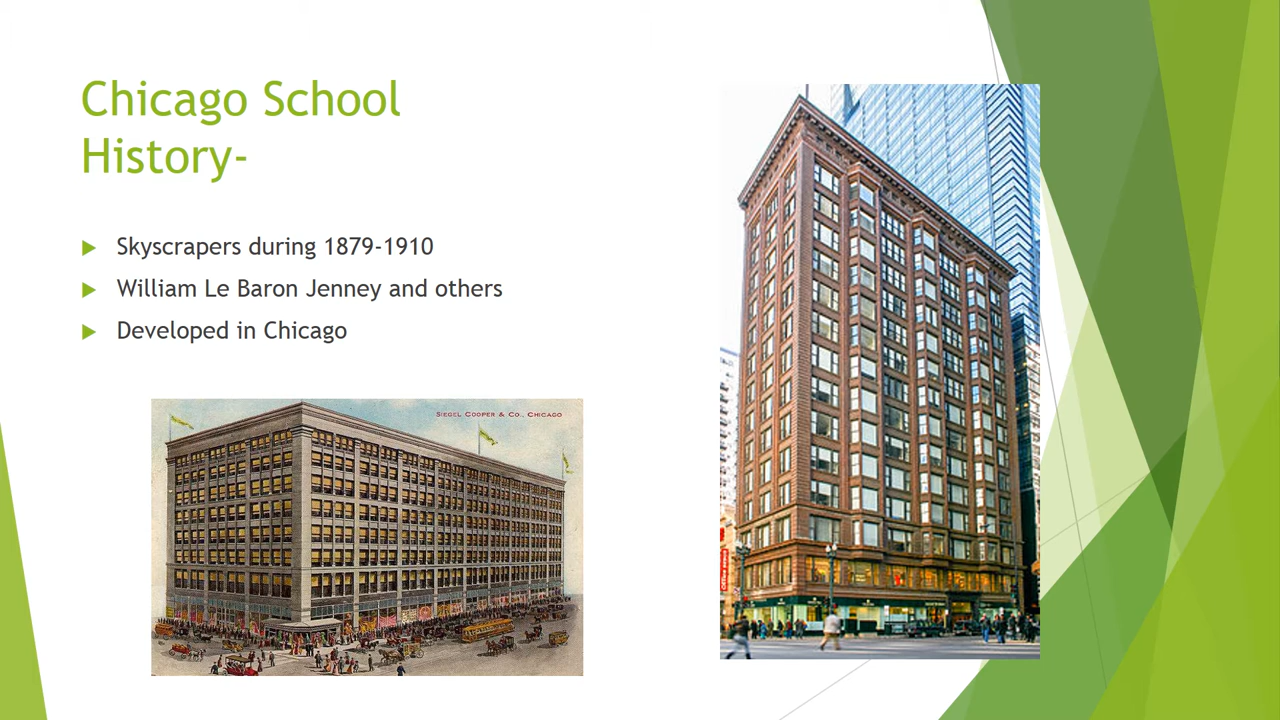 Chicago School
History-
Skyscrapers during 1879-1910
William Le Baron Jenney and others
Developed in Chicago
SIEGEL COOPER & CO., CHICAGO